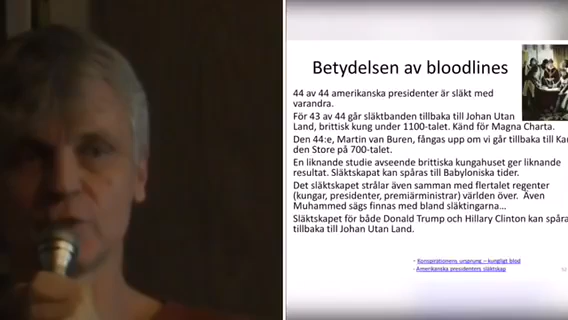 Betydelsen av bloodlines
44 av 44 amerikanska presidenter är släkt med
varandra.
För 43 av 44 går släktbanden tillbaka till Johan Utan
Land, brittisk kung under 1100-talet. Känd för Magna Charta.
Den 44:e, Martin van Buren, fångas upp om vi går tillbaka till Kar
den Store på 700-talet.
En liknande studie avseende brittiska kungahuset ger liknande
resultat. Släktskapet kan spåras till Babyloniska tider.
Det släktskapet strålar även samman med flertalet regenter
(kungar, presidenter, premiärministrar) världen över. Även
Muhammed sägs finnas med bland släktingarna...
Släktskapet för både Donald Trump och Hillary Clinton kan spåra
tillbaka till Johan Utan Land.
- Konspirationens ursprung – kungligt blod
- Amerikanska presidenters släktskap